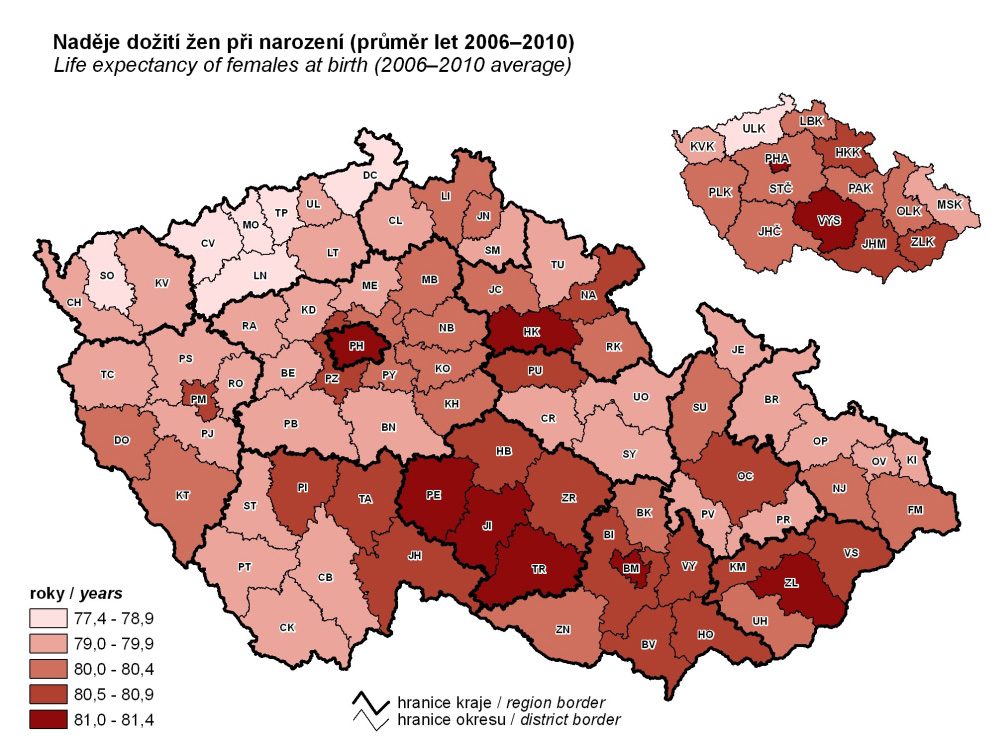 Naděje dožití žen při narození (průměr let 2006–2010)
Life expectancy of females at birth (2006–2010 average)
ULK
LBK
KVK
HKK
PHA
PLK
STČ
PAK
MSK
OLK
VYS
JHČ
JHM
ZLK
DC
LI
UL
TP
JN
MO
CL
CV
SM
LT
TU
LN
SO
MB
KV
ME
JC
NA
CH
KD
RA
NB
HK
PH
RK
JE
PS
KO
PU
TC
BE
PZ
PY
RO
UO
BR
PM
KH
SU
CR
PB
BN
PJ
DO
OP
HB
SY
OV
KI
OC
PI
NJ
KT
PE
TA
ZR
ST
BK
PV
FM
JI
PR
BI
VS
JH
PT
TR
BM
VY
KM
CB
ZL
UH
CK
ZN
HO
BV
roky / years
77,4 - 78,9
79,0 - 79,9
80,0 - 80,4
80,5 - 80,9
81,0 - 81,4
hranice kraje / region border
hranice okresu / district border